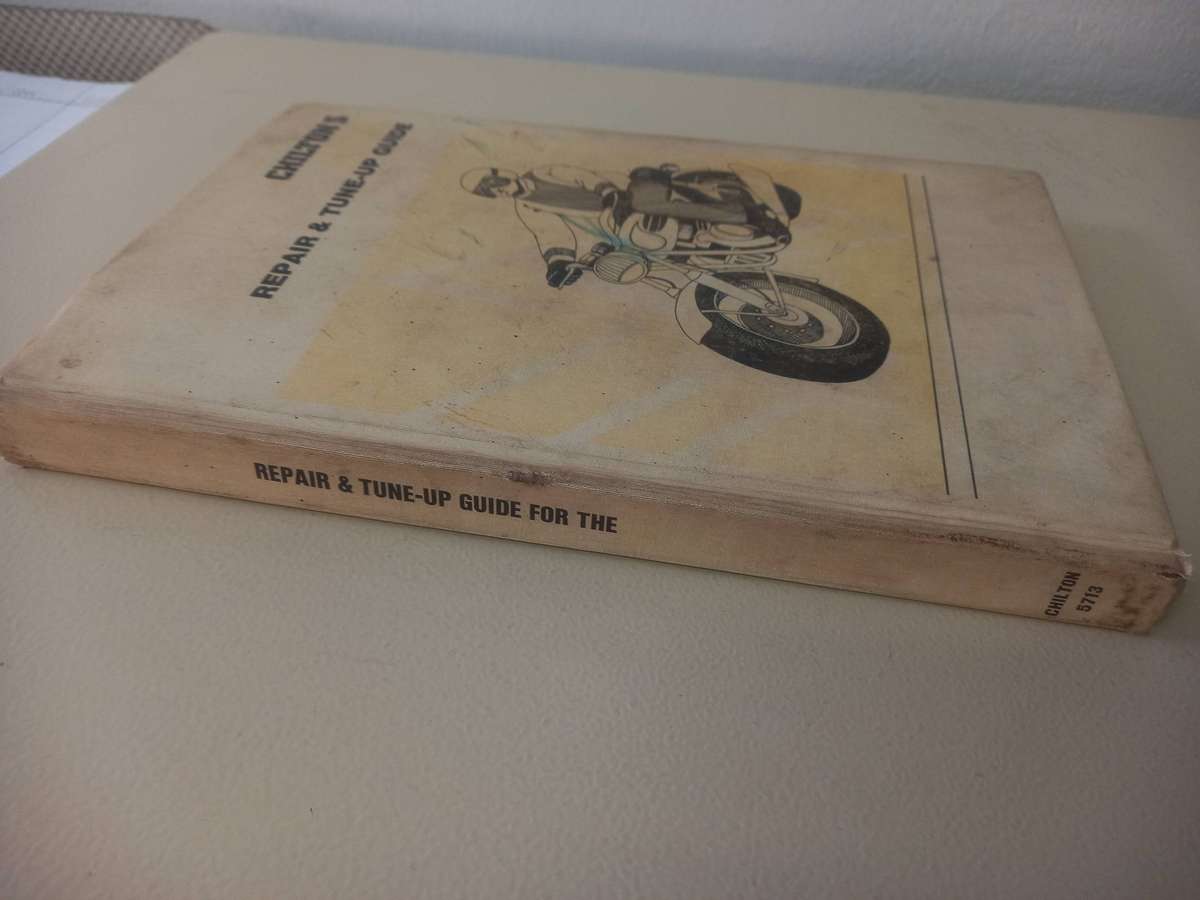 CHILTON'S
REPAIR & TUNE-UP GUIDE
REPAIR & TUNE-UP GUIDE FOR THE
CHILTON
5713